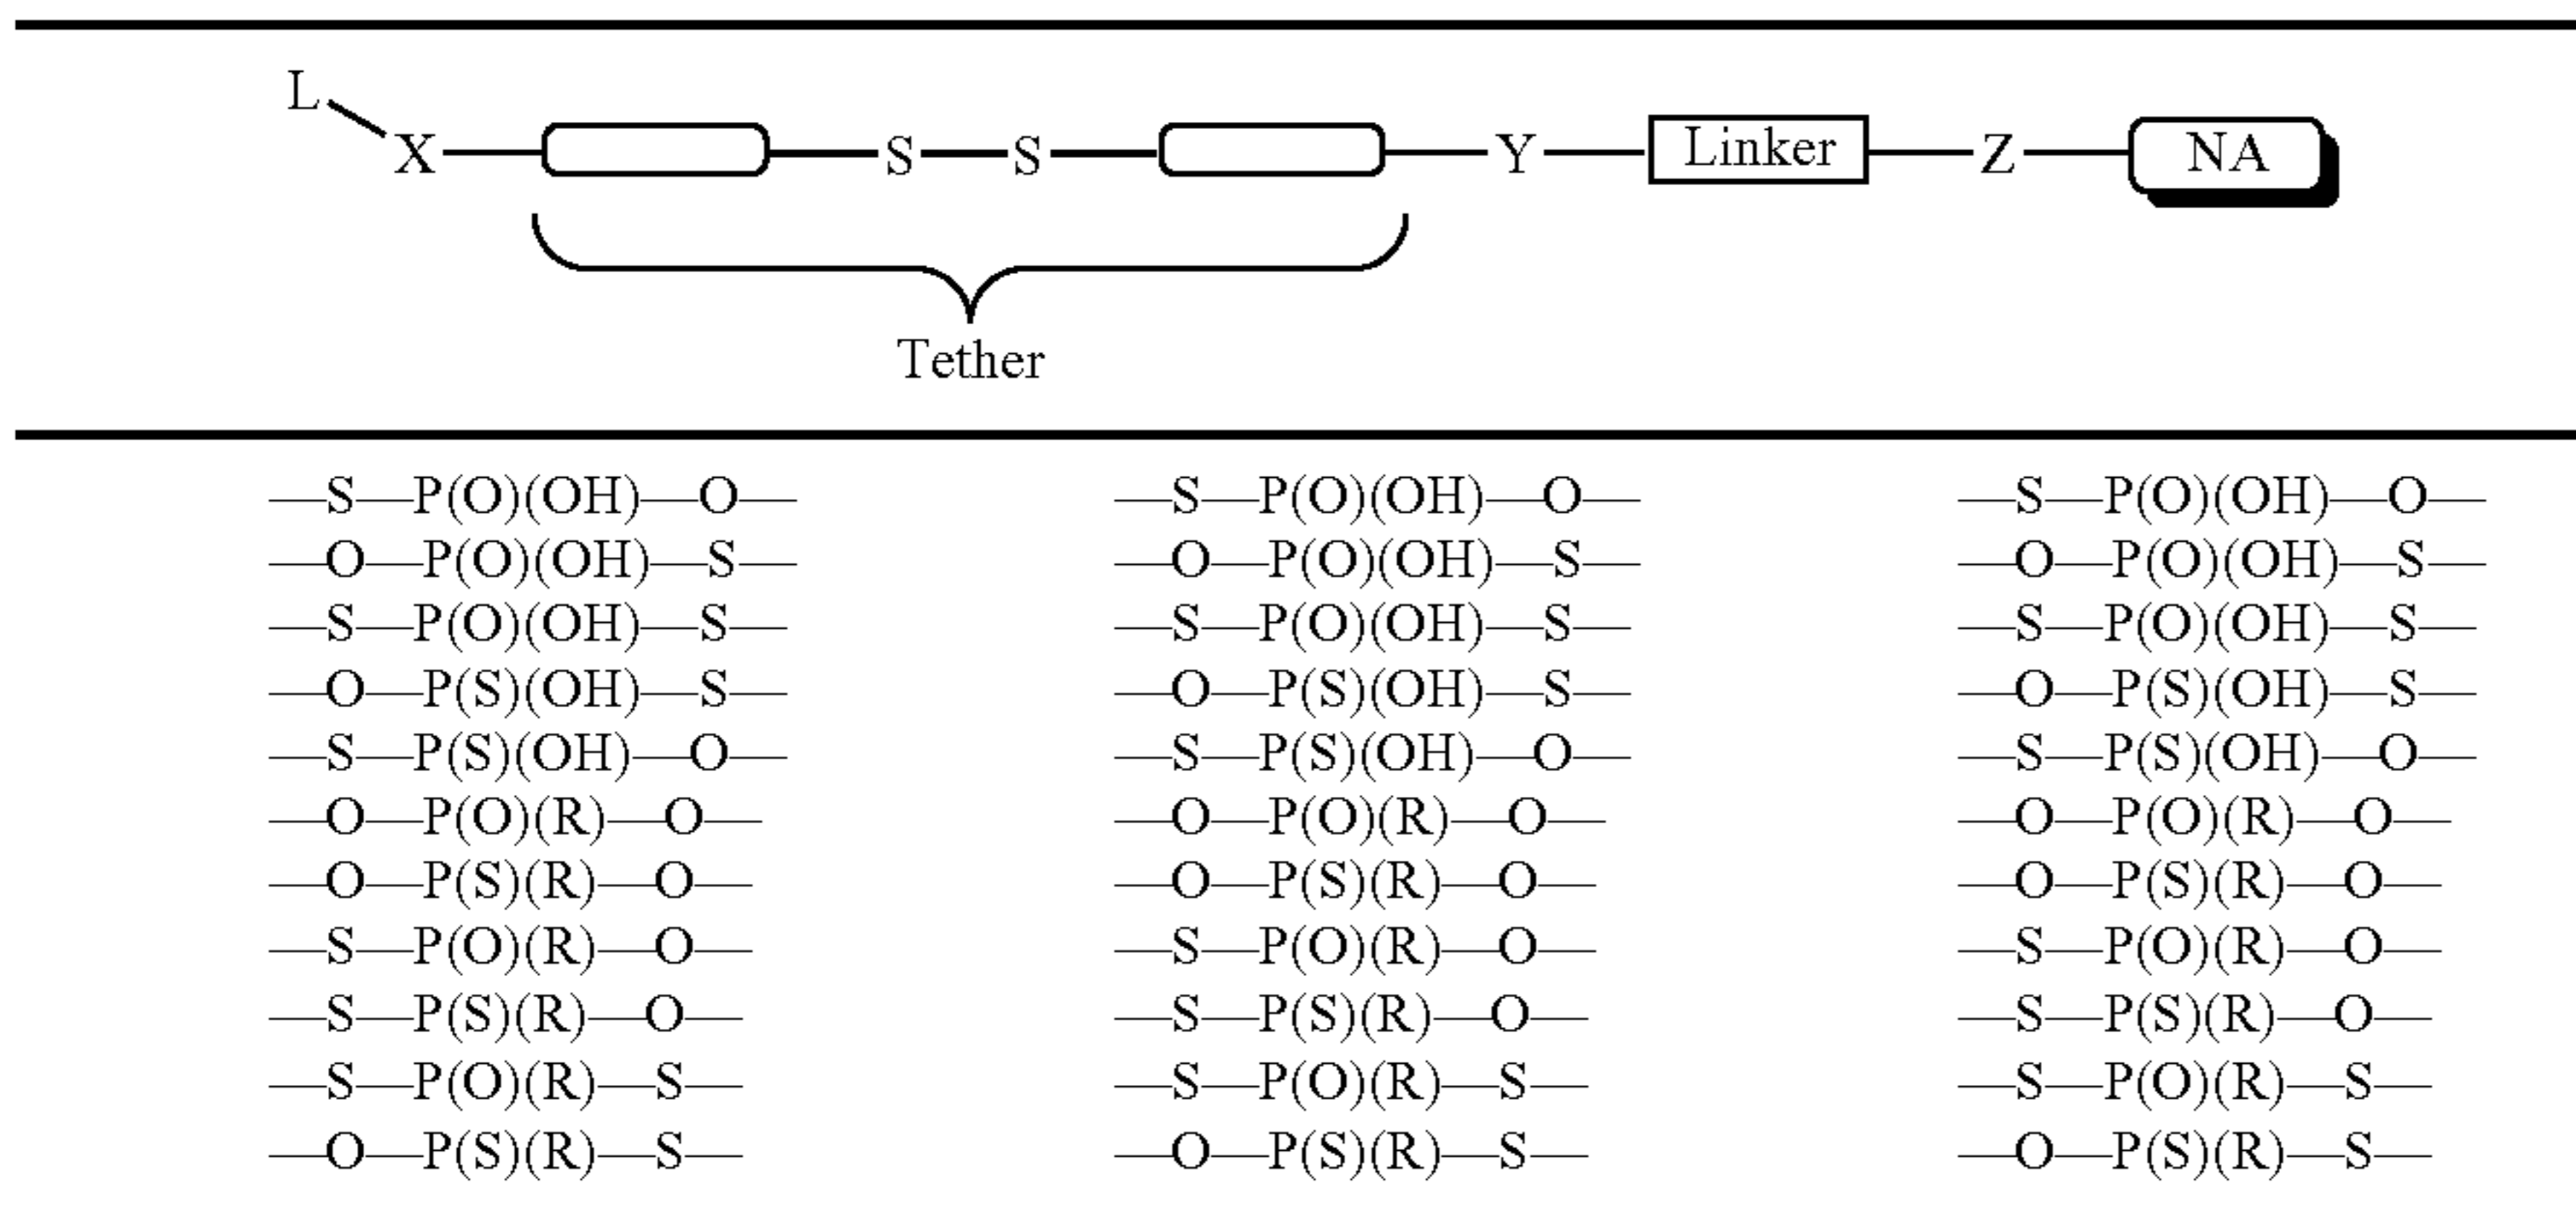 L
X—S—S—Y—Linker—Z—NA
Tether
—S—P(O)(OH)—O— —S—P(O)(OH)—O— —S—P(O)(OH)—O—
—O—P(O)(OH)—S— —O—P(O)(OH)—S— —O—P(O)(OH)—S—
—S—P(O)(OH)—S— —S—P(O)(OH)—S— —S—P(O)(OH)—S—
—O—P(S)(OH)—S— —O—P(S)(OH)—S— —O—P(S)(OH)—S—
—S—P(S)(OH)—O— —S—P(S)(OH)—O— —S—P(S)(OH)—O—
—O—P(O)(R)—O— —O—P(O)(R)—O— —O—P(O)(R)—O—
—O—P(S)(R)—O— —O—P(S)(R)—O— —O—P(S)(R)—O—
—S—P(O)(R)—O— —S—P(O)(R)—O— —S—P(O)(R)—O—
—S—P(S)(R)—O— —S—P(S)(R)—O— —S—P(S)(R)—O—
—S—P(O)(R)—S— —S—P(O)(R)—S— —S—P(O)(R)—S—
—O—P(S)(R)—S— —O—P(S)(R)—S— —O—P(S)(R)—S—